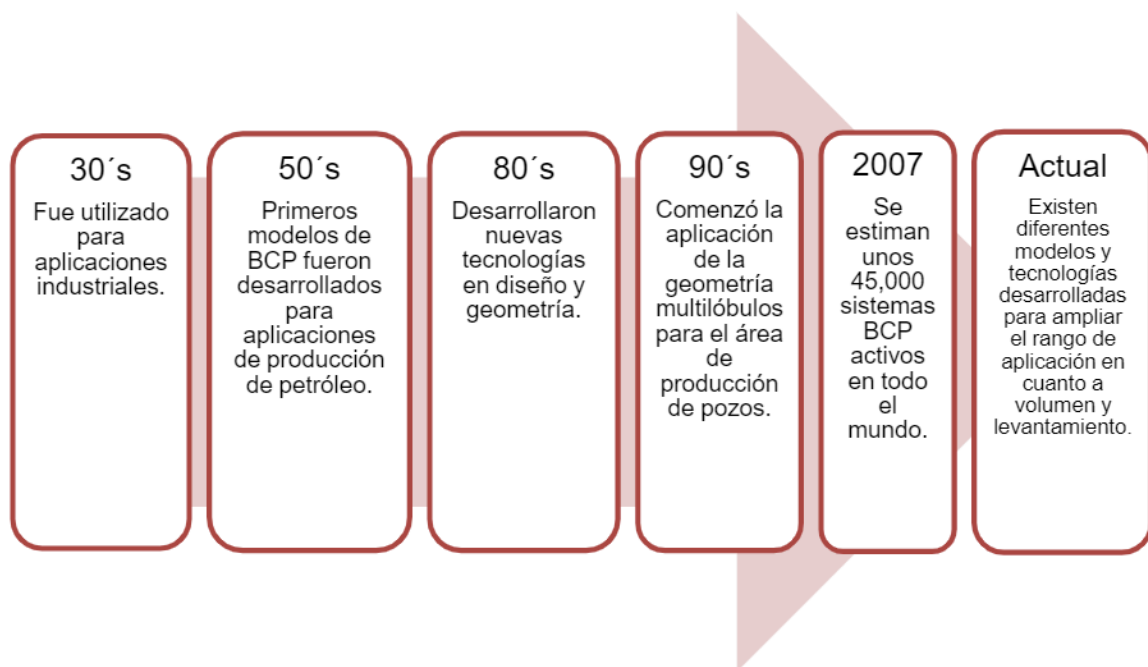 30´s
Fue utilizado
para
aplicaciones
industriales.
50´s
Primeros
modelos de
BCP fueron
desarrollados
para
aplicaciones
de producción
de petróleo.
80´s
Desarrollaron
nuevas
tecnologías
en diseño y
geometría.
90´s
Comenzó la
aplicación
de la
geometría
multilóbulos
para el área
de
producción
de pozos.
2007
Se
estiman
unos
45,000
sistemas
BCP
activos
en todo
el
mundo.
Actual
Existen
diferentes
modelos y
tecnologías
desarrolladas
para ampliar
el rango de
aplicación en
cuanto a
volumen y
levantamiento.